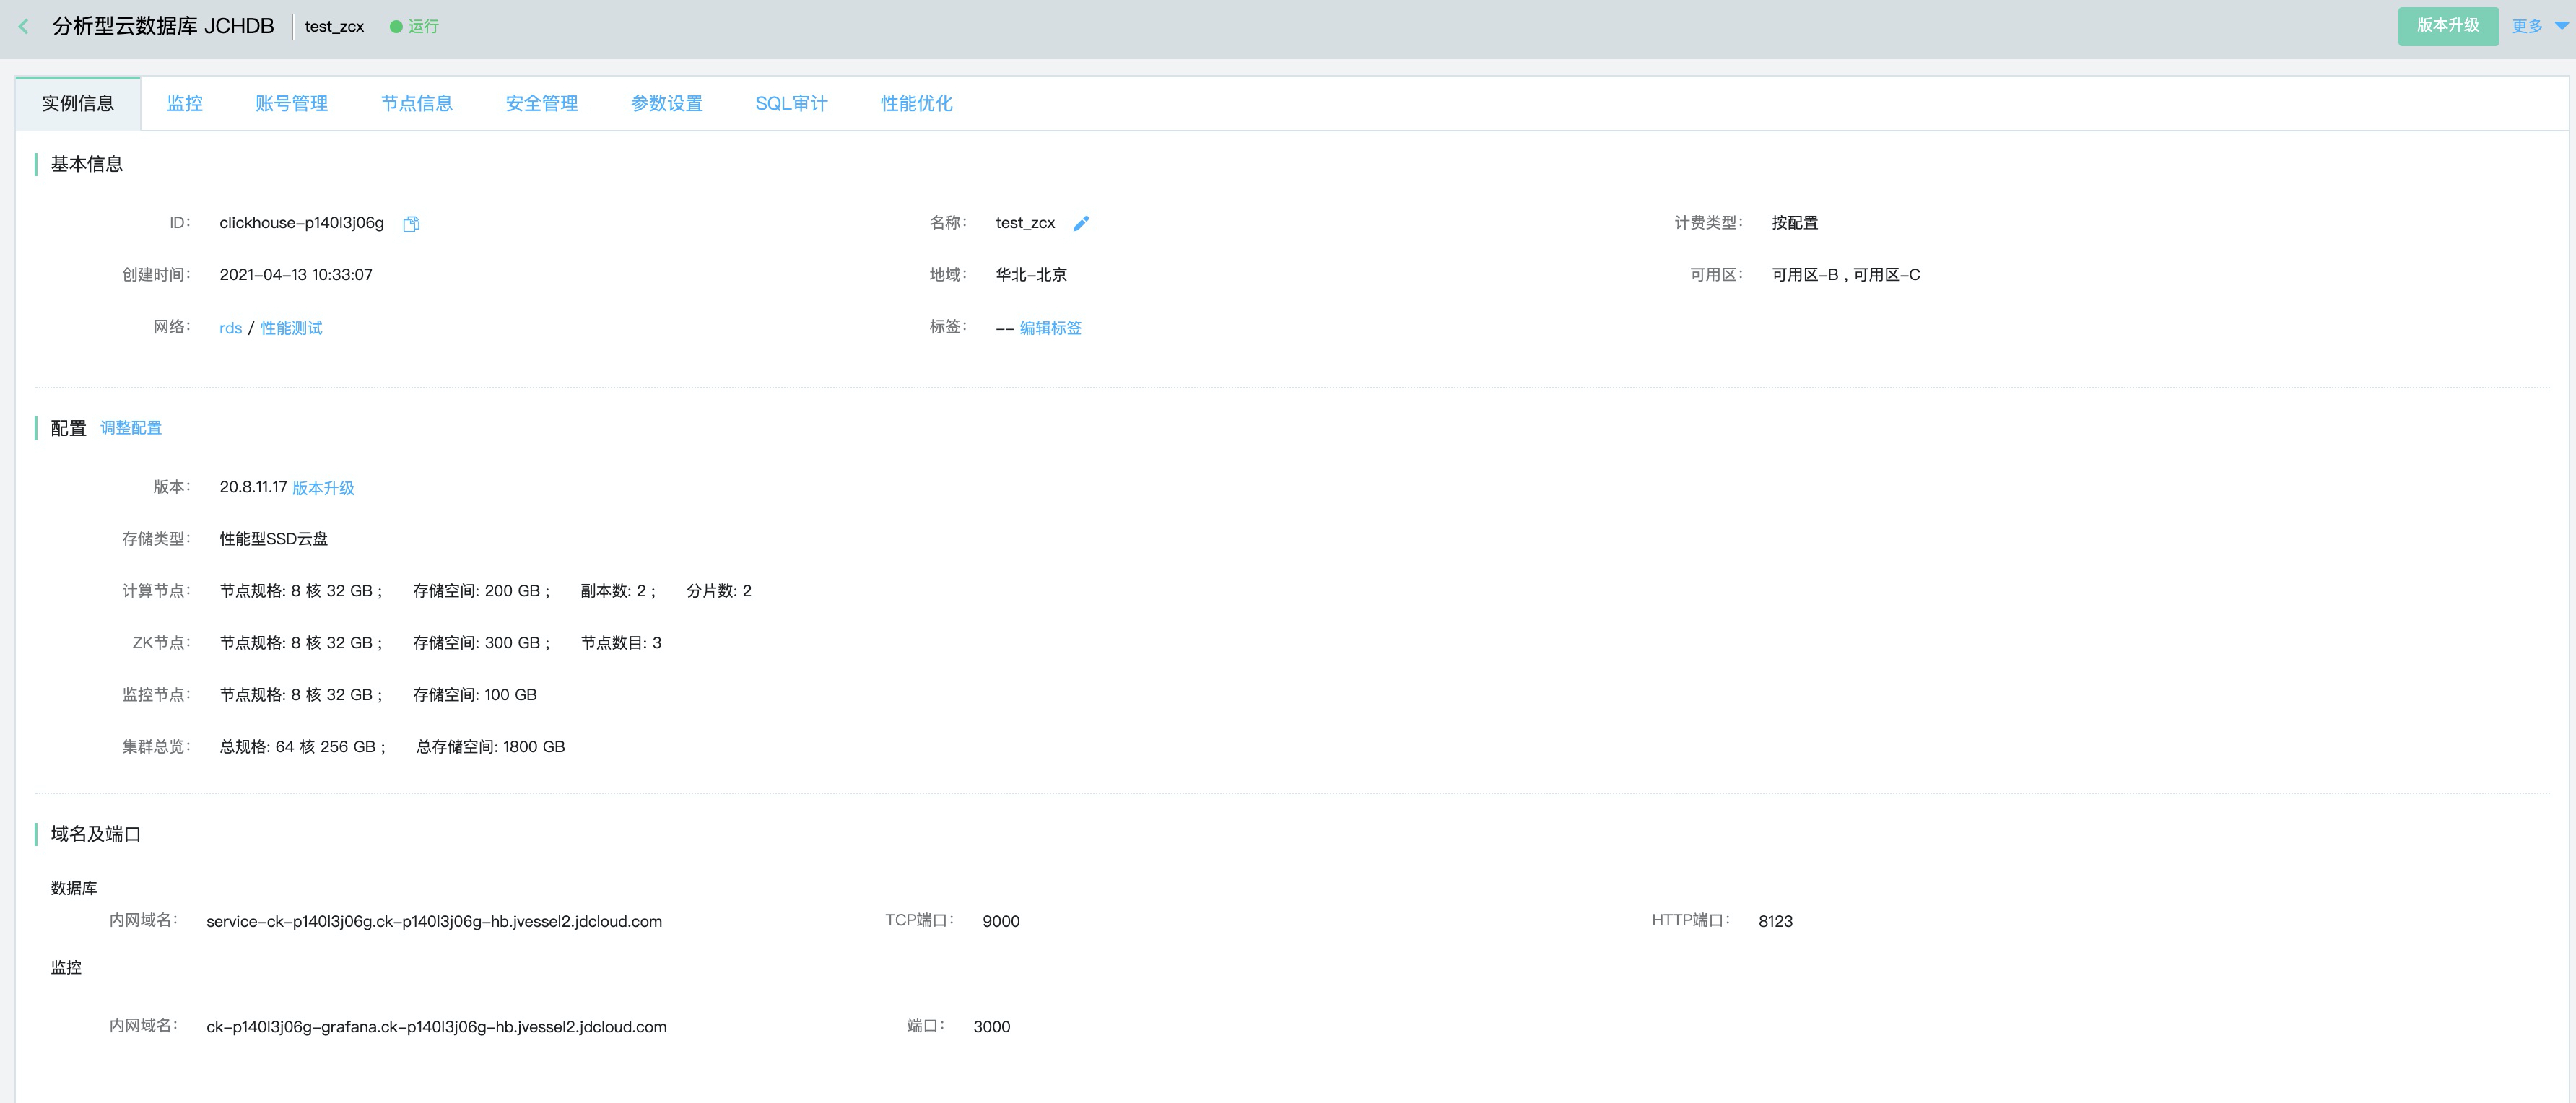 分析型云数据库 JCHDB test_zcx 运行 版本升级 更多
实例信息 监控 账号管理 节点信息 安全管理 参数设置 SQL审计 性能优化
基本信息
ID: clickhouse-p140l3j06g 名称: test_zcx 计费类型: 按配置
创建时间: 2021-04-13 10:33:07 地域: 华北-北京 可用区: 可用区-B , 可用区-C
网络: rds / 性能测试 标签: -- 编辑标签
配置 调整配置
版本: 20.8.11.17 版本升级
存储类型: 性能型SSD云盘
计算节点: 节点规格: 8 核 32 GB ; 存储空间: 200 GB ; 副本数: 2 ; 分片数: 2
ZK节点: 节点规格: 8 核 32 GB ; 存储空间: 300 GB ; 节点数目: 3
监控节点: 节点规格: 8 核 32 GB ; 存储空间: 100 GB
集群总览: 总规格: 64 核 256 GB ; 总存储空间: 1800 GB
域名及端口
数据库
内网域名: service-ck-p140l3j06g.ck-p140l3j06g-hb.jvessel2.jdcloud.com TCP端口: 9000 HTTP端口: 8123
监控
内网域名: ck-p140l3j06g-grafana.ck-p140l3j06g-hb.jvessel2.jdcloud.com 端口: 3000